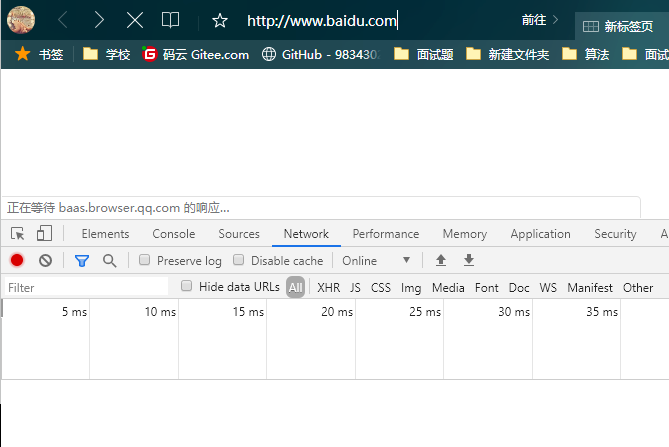 http://www.baidu.com 前往 新标签页
书签 学校 码云 Gitee.com GitHub - 983430 面试题 新建文件夹 算法 面试
正在等待 baas.browser.qq.com 的响应...
Elements Console Sources Network Performance Memory Application Security A
Preserve log Disable cache Online
Filter Hide data URLs All XHR JS CSS Img Media Font Doc WS Manifest Other
5 ms 10 ms 15 ms 20 ms 25 ms 30 ms 35 ms